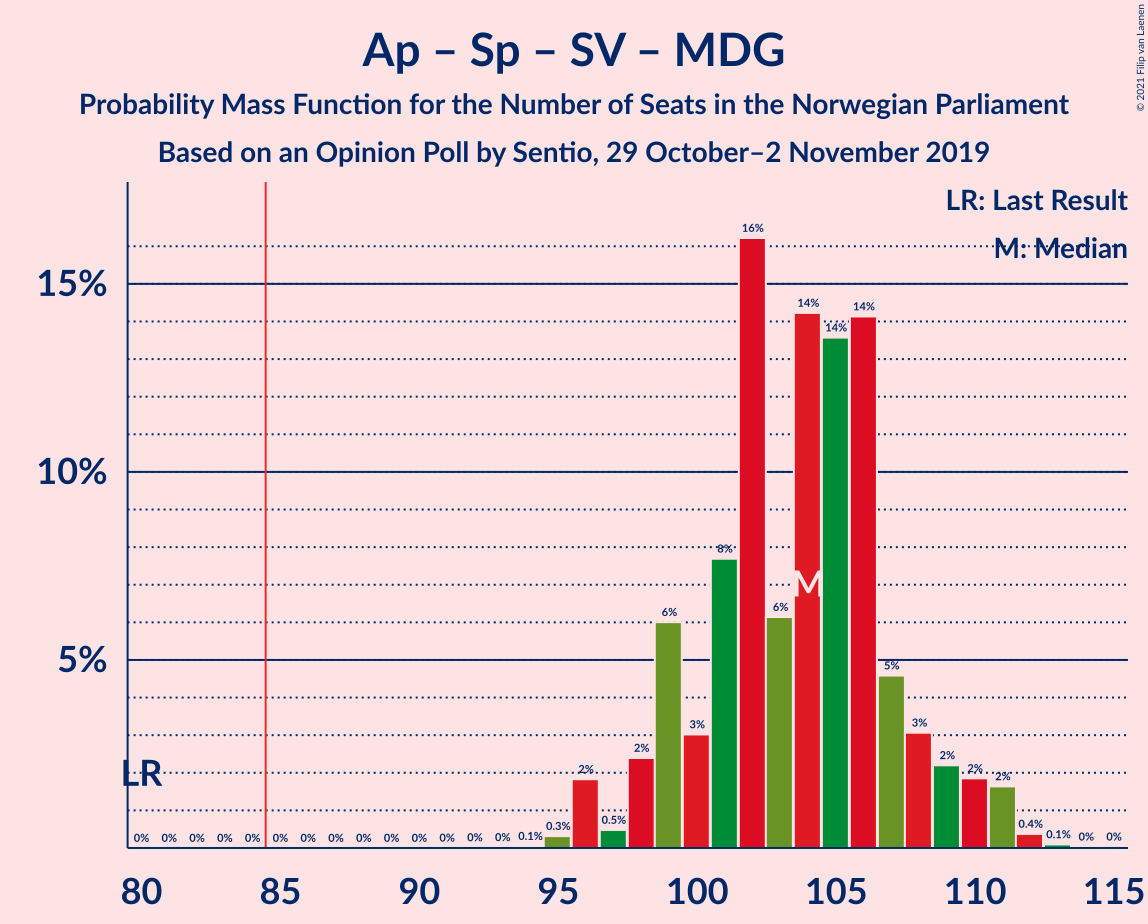 Ap – Sp – SV – MDG
Probability Mass Function for the Number of Seats in the Norwegian Parliament
Based on an Opinion Poll by Sentio, 29 October–2 November 2019
© 2021 Filip van Laenen
LR: Last Result
M: Median
15%
10%
5%
LR
M
0% 0% 0% 0% 0% 0% 0% 0% 0% 0% 0% 0% 0% 0% 0.1% 0.3% 2% 0.5% 2% 6% 3% 8% 16% 6% 14% 14% 14% 5% 3% 2% 2% 2% 0.4% 0.1% 0% 0%
80 85 90 95 100 105 110 115